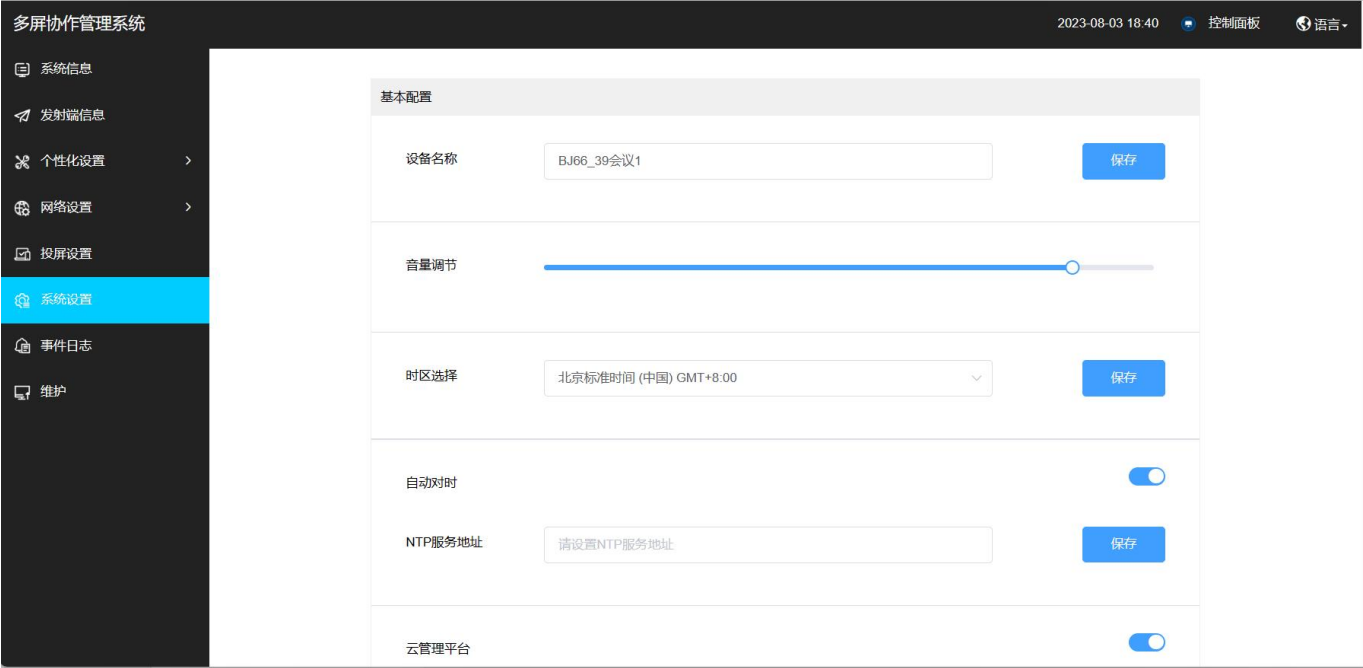 多屏协作管理系统
2023-08-03 18:40 控制面板 语言
系统信息
发射端信息
个性化设置
网络设置
投屏设置
系统设置
事件日志
维护
基本配置
设备名称 BJ66_39会议1 保存
音量调节
时区选择 北京标准时间 (中国) GMT+8:00 保存
自动对时
NTP服务地址 请设置NTP服务地址 保存
云管理平台